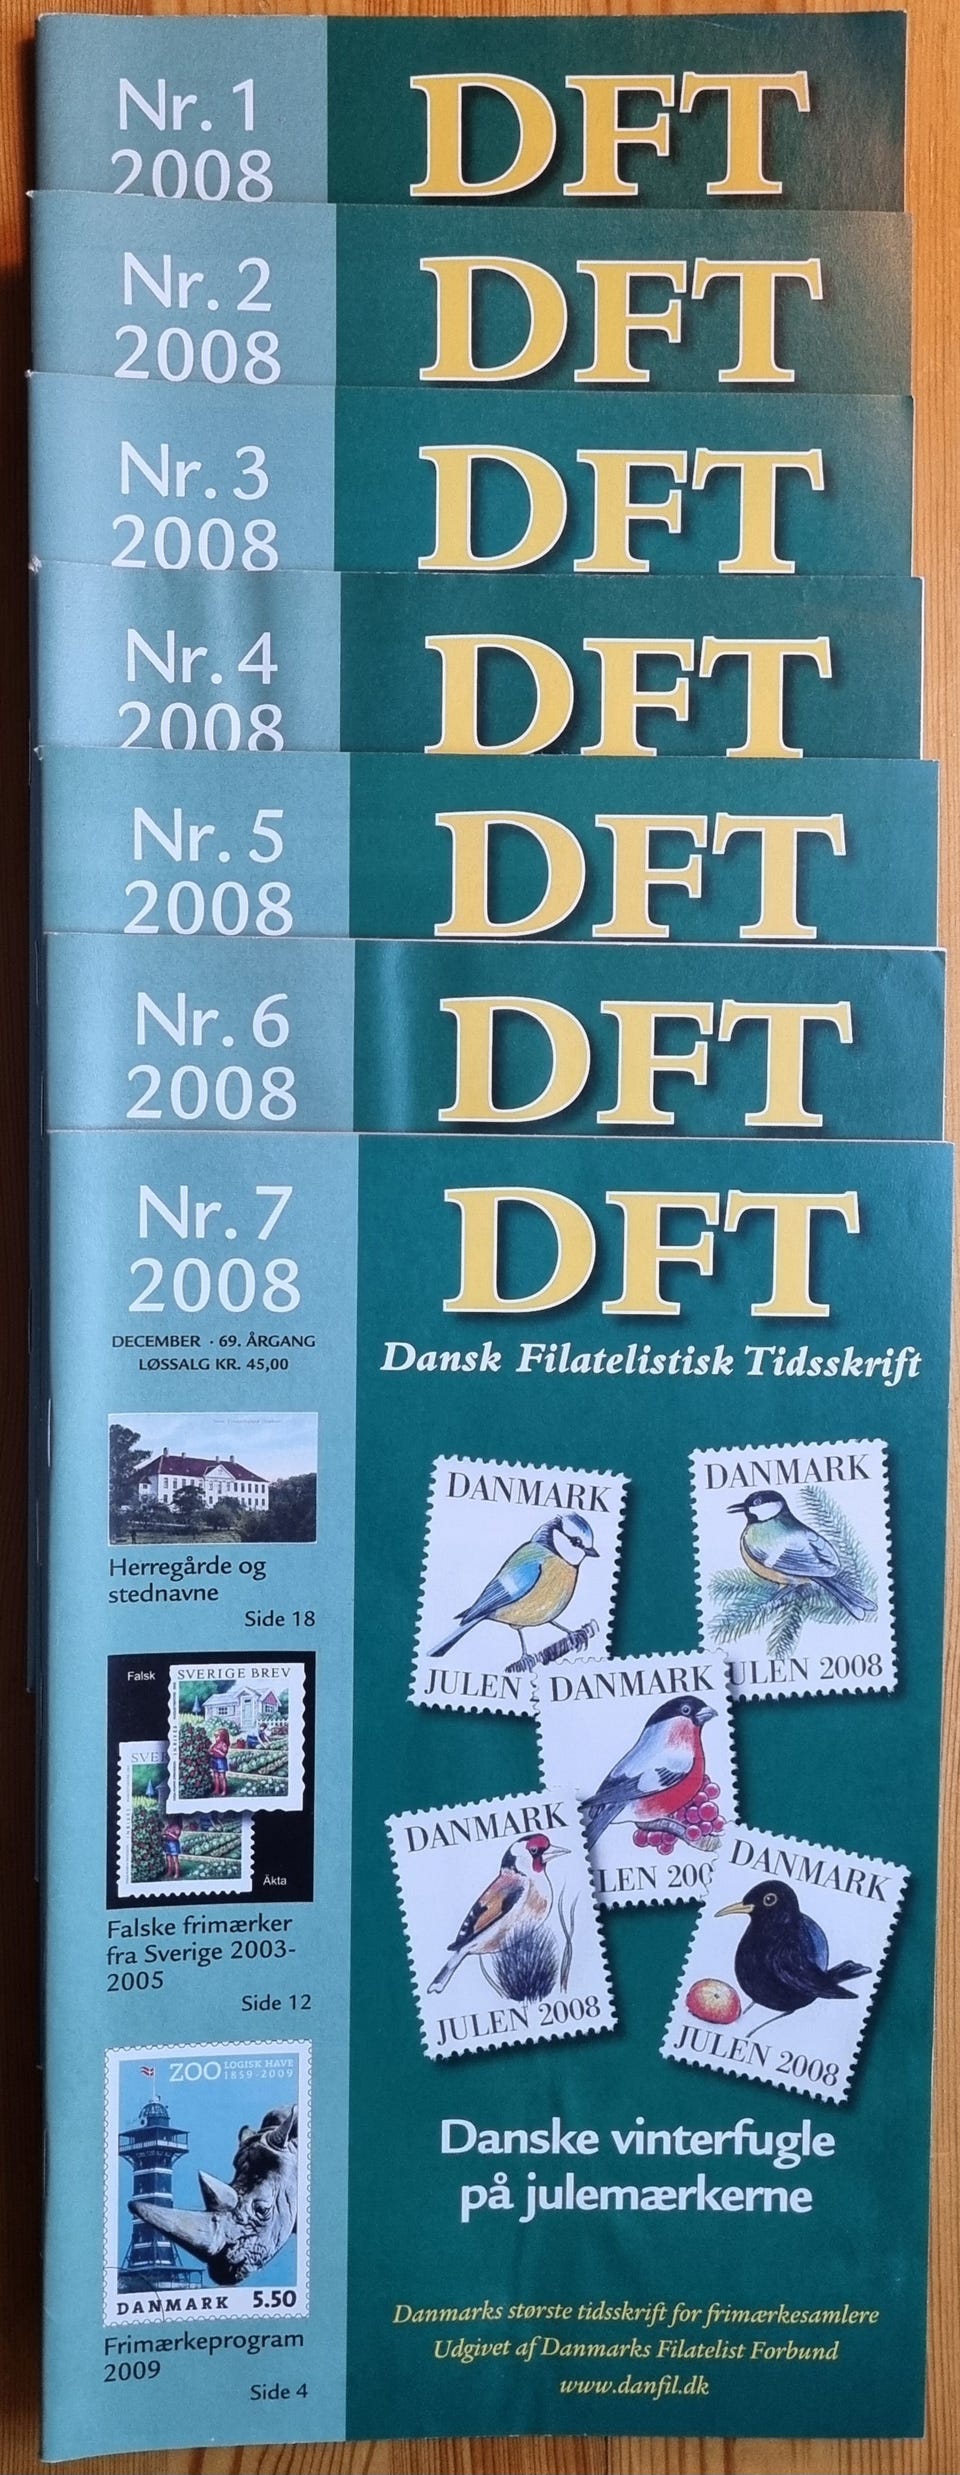 Nr. 1
2008
DFT
Nr. 2
2008
DFT
Nr. 3
2008
DFT
Nr. 4
2008
DFT
Nr. 5
2008
DFT
Nr. 6
2008
DFT
Nr. 7
2008
DECEMBER · 69. ÅRGANG
LØSSALG KR. 45,00
DFT
Dansk Filatelistisk Tidsskrift
Herregårde og
stednavne
Side 18
Falsk
SVERIGE BREV
SVER
Äkta
Falske frimærker
fra Sverige 2003-
2005
Side 12
ZOO LOGISK HAVE
1859-2009
DANMARK 5.50
Frimærkeprogram
2009
Side 4
DANMARK
JULEN
DANMARK
ULEN 2008
DANMARK
LEN 200
DANMARK
JULEN 2008
DANMARK
JULEN 2008
Danske vinterfugle
på julemærkerne
Danmarks største tidsskrift for frimærkesamlere
Udgivet af Danmarks Filatelist Forbund
www.danfil.dk